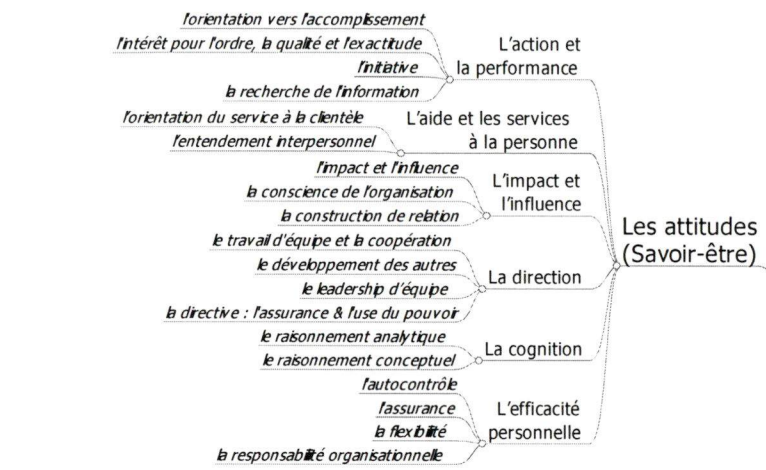 l'orientation vers l'accomplissement
l'intérêt pour l'ordre, la qualité et l'exactitude
l'initiative
la recherche de l'information
L'action et
la performance
l'orientation du service à la clientèle
l'entendement interpersonnel
L'aide et les services
à la personne
l'impact et l'influence
la conscience de l'organisation
la construction de relation
L'impact et
l'influence
le travail d'équipe et la coopération
le développement des autres
le leadership d'équipe
la directive : l'assurance & l'use du pouvoir
La direction
le raisonnement analytique
le raisonnement conceptuel
La cognition
l'autocontrôle
l'assurance
la flexibilité
la responsabilité organisationnelle
L'efficacité
personnelle
Les attitudes
(Savoir-être)